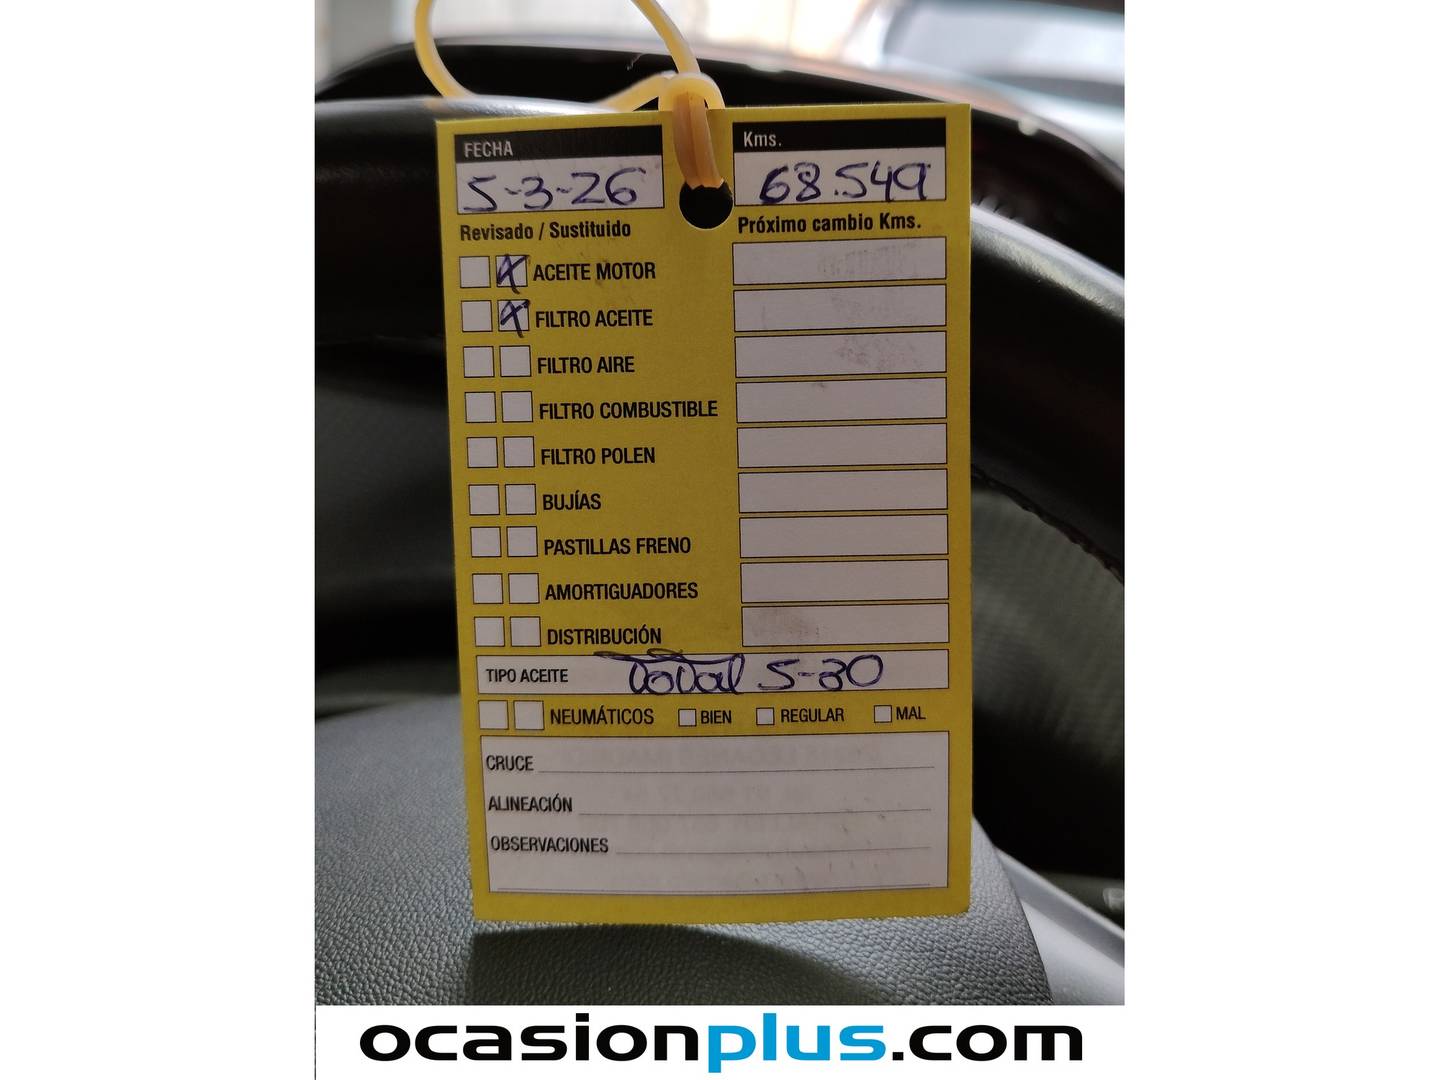 FECHA
5-3-26
Kms.
68.549
Revisado / Sustituido
Próximo cambio Kms.
X ACEITE MOTOR
X FILTRO ACEITE
FILTRO AIRE
FILTRO COMBUSTIBLE
FILTRO POLEN
BUJÍAS
PASTILLAS FRENO
AMORTIGUADORES
DISTRIBUCIÓN
TIPO ACEITE Total 5-30
NEUMÁTICOS BIEN REGULAR MAL
CRUCE
ALINEACIÓN
OBSERVACIONES
ocasionplus.com